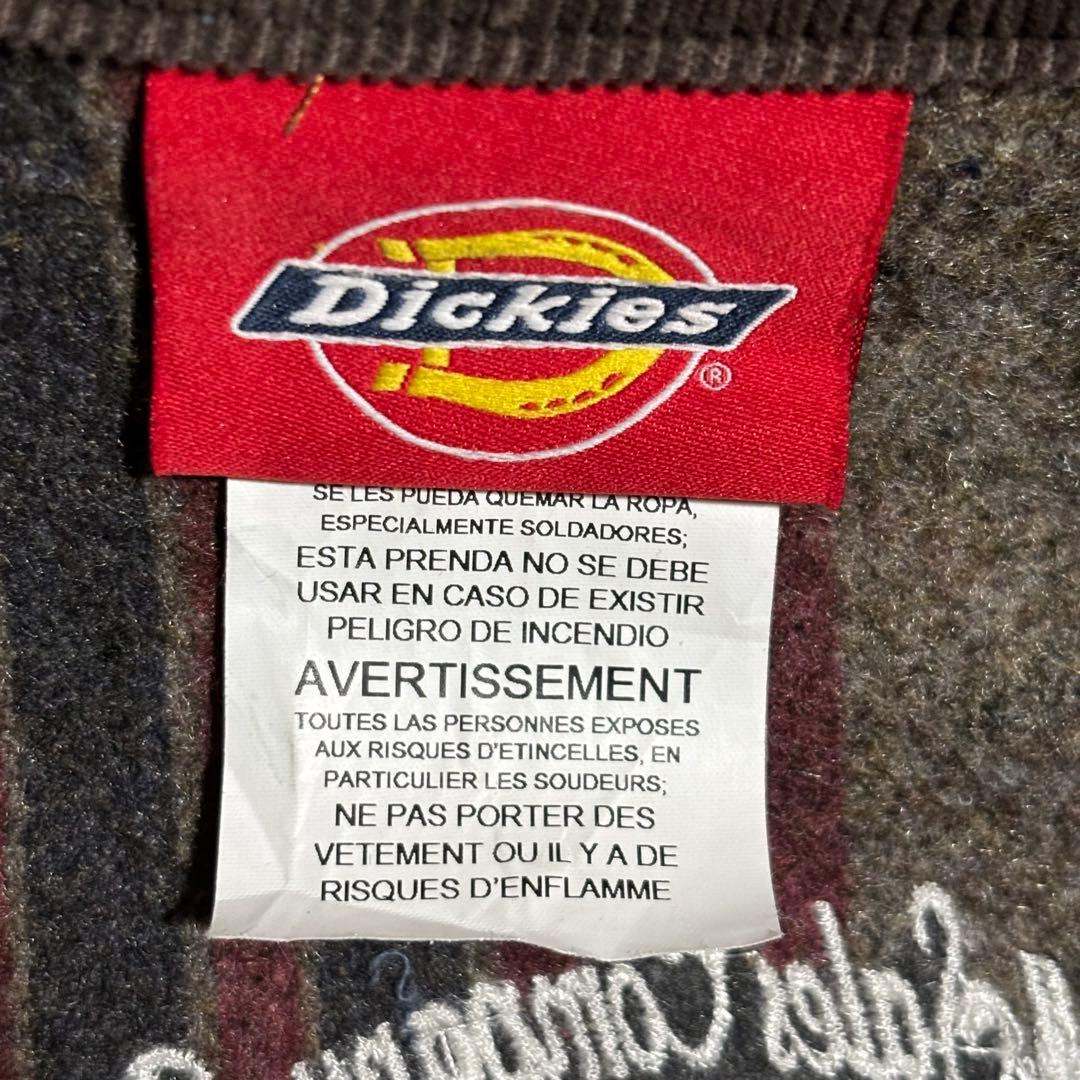 Dickies
®
SE LES PUEDA QUEMAR LA ROPA,
ESPECIALMENTE SOLDADORES;
ESTA PRENDA NO SE DEBE
USAR EN CASO DE EXISTIR
PELIGRO DE INCENDIO
AVERTISSEMENT
TOUTES LAS PERSONNES EXPOSES
AUX RISQUES D'ETINCELLES, EN
PARTICULIER LES SOUDEURS;
NE PAS PORTER DES
VETEMENT OU IL Y A DE
RISQUES D'ENFLAMME